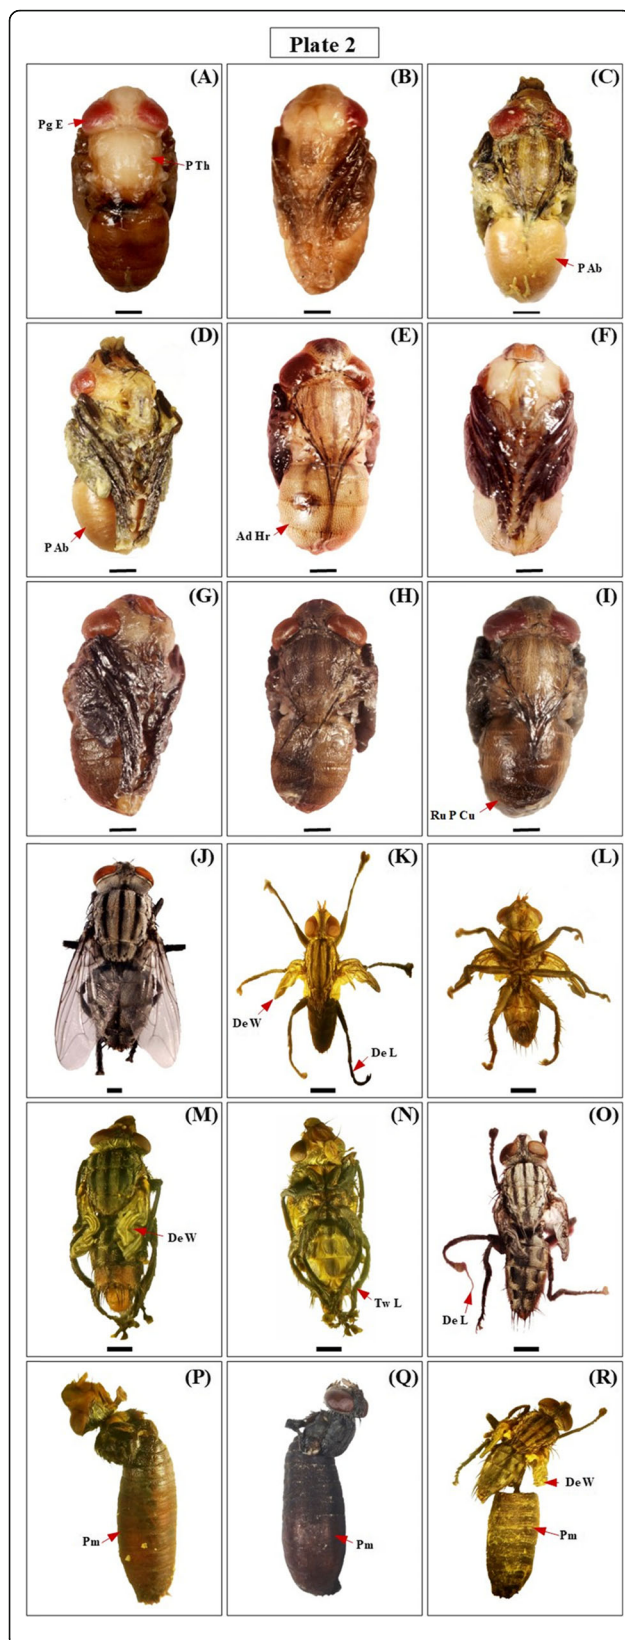 Plate 2
(A)
Pg E
P Th
(B)
(C)
P Ab
(D)
P Ab
(E)
Ad Hr
(F)
(G)
(H)
(I)
Ru P Cu
(J)
(K)
De W
De L
(L)
(M)
De W
(N)
Tw L
(O)
De L
(P)
Pm
(Q)
Pm
(R)
De W
Pm